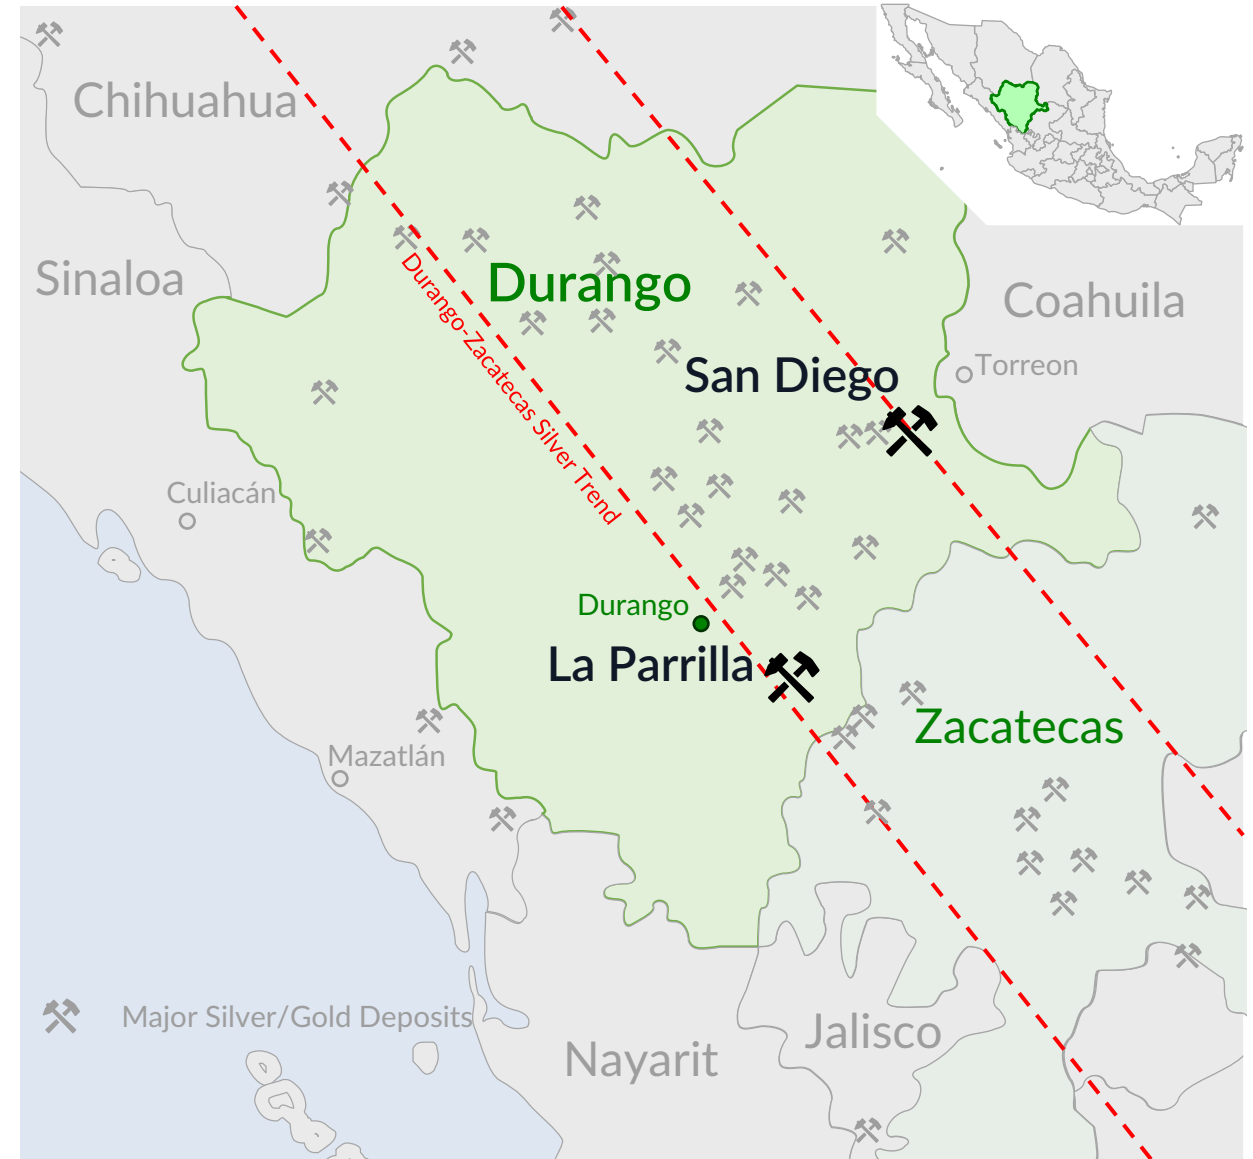 Chihuahua
Sinaloa
Durango
Coahuila
Durango-Zacatecas Silver Trend
San Diego
Torreon
Culiacán
Durango
La Parrilla
Zacatecas
Mazatlán
Major Silver/Gold Deposits
Jalisco
Nayarit